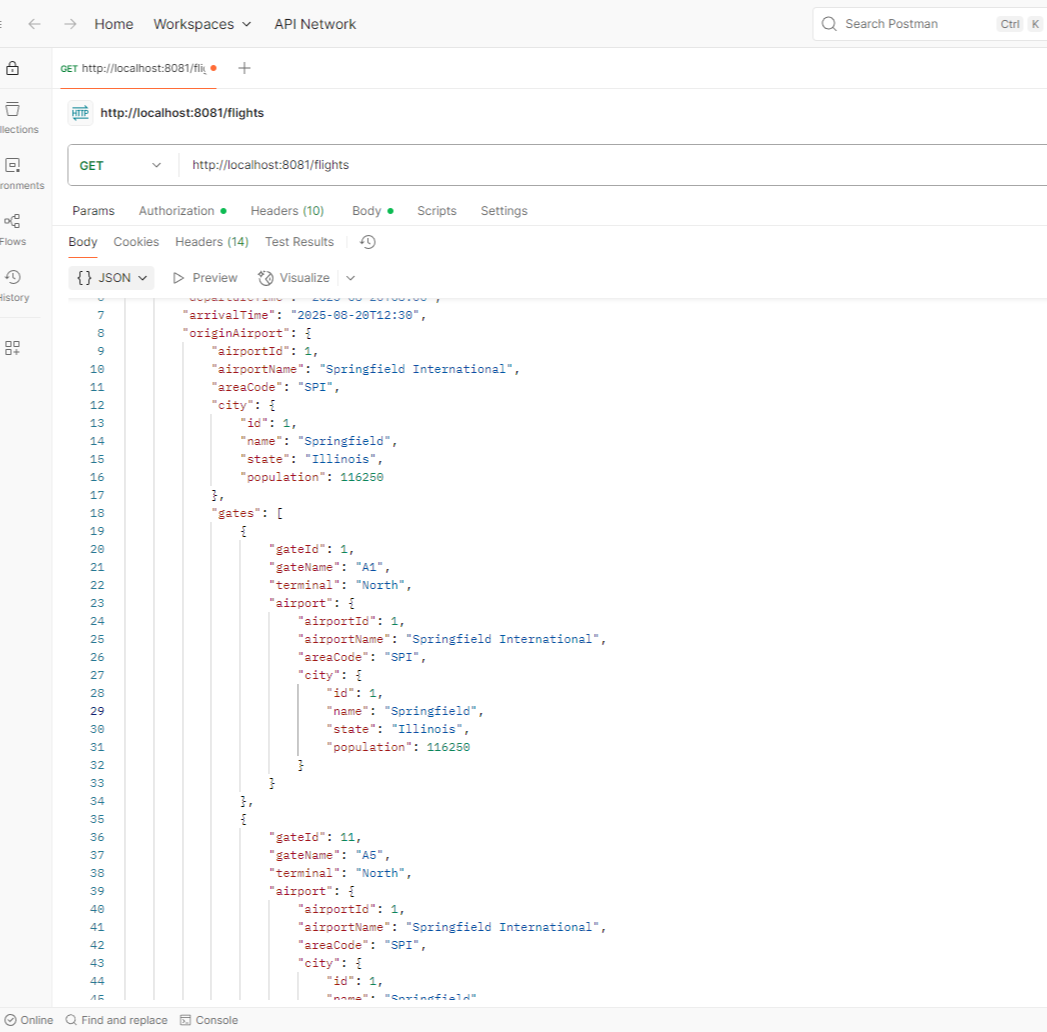 Home Workspaces API Network Search Postman Ctrl K
GET http://localhost:8081/flig
HTTP http://localhost:8081/flights
llections
GET http://localhost:8081/flights
ronments
Params Authorization Headers (10) Body Scripts Settings
Flows
Body Cookies Headers (14) Test Results
{} JSON Preview Visualize
History
7 "arrivalTime": "2025-08-20T12:30",
8 "originAirport": {
9 "airportId": 1,
10 "airportName": "Springfield International",
11 "areaCode": "SPI",
12 "city": {
13 "id": 1,
14 "name": "Springfield",
15 "state": "Illinois",
16 "population": 116250
17 },
18 "gates": [
19 {
20 "gateId": 1,
21 "gateName": "A1",
22 "terminal": "North",
23 "airport": {
24 "airportId": 1,
25 "airportName": "Springfield International",
26 "areaCode": "SPI",
27 "city": {
28 "id": 1,
29 "name": "Springfield",
30 "state": "Illinois",
31 "population": 116250
32 }
33 }
34 },
35 {
36 "gateId": 11,
37 "gateName": "A5",
38 "terminal": "North",
39 "airport": {
40 "airportId": 1,
41 "airportName": "Springfield International",
42 "areaCode": "SPI",
43 "city": {
44 "id": 1,
45 "name": "Springfield"
Online Find and replace Console